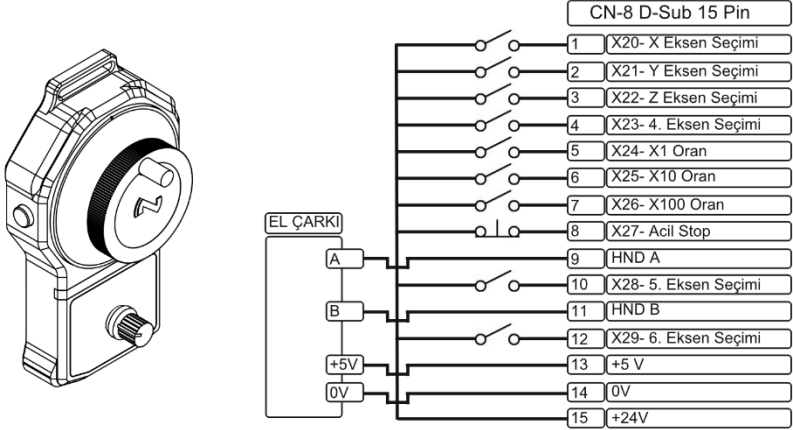 CN-8 D-Sub 15 Pin
1 X20- X Eksen Seçimi
2 X21- Y Eksen Seçimi
3 X22- Z Eksen Seçimi
4 X23- 4. Eksen Seçimi
5 X24- X1 Oran
6 X25- X10 Oran
7 X26- X100 Oran
EL ÇARKI
8 X27- Acil Stop
A 9 HND A
10 X28- 5. Eksen Seçimi
B 11 HND B
12 X29- 6. Eksen Seçimi
+5V 13 +5 V
0V 14 0V
15 +24V